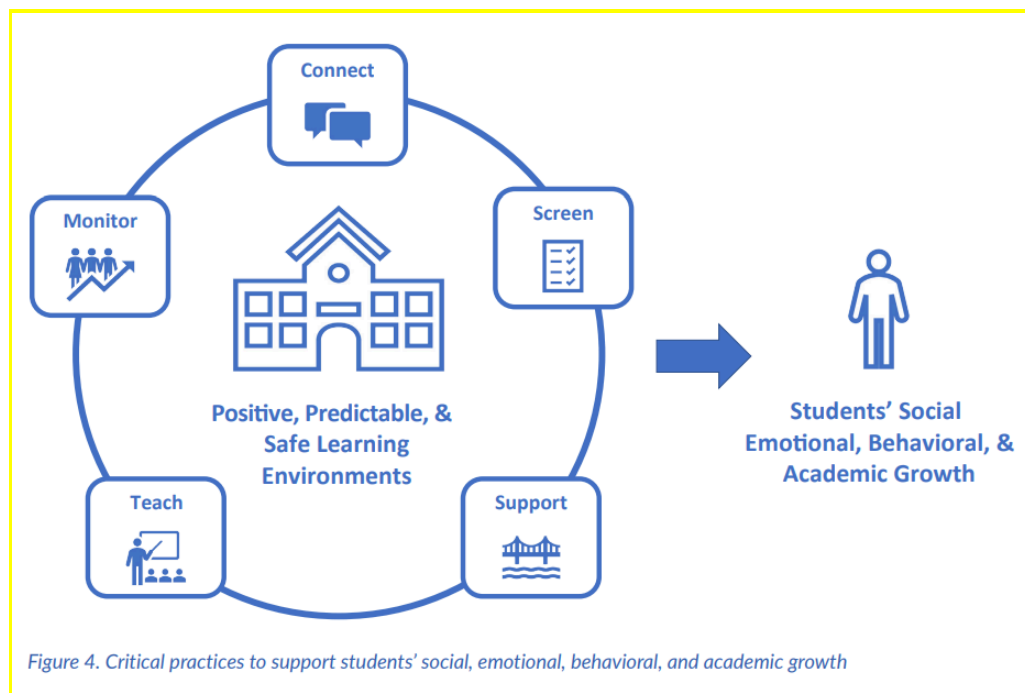 Connect
Monitor
Screen
Positive, Predictable, &
Safe Learning
Environments
Students' Social
Emotional, Behavioral, &
Academic Growth
Teach
Support
Figure 4. Critical practices to support students' social, emotional, behavioral, and academic growth